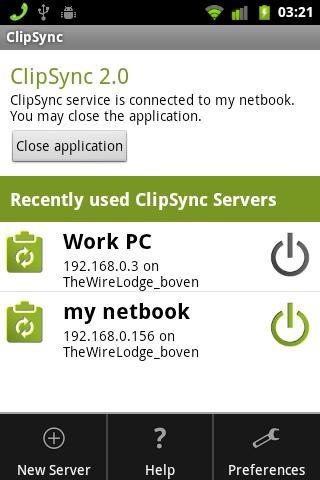 03:21
ClipSync
ClipSync 2.0
ClipSync service is connected to my netbook.
You may close the application.
Close application
Recently used ClipSync Servers
Work PC
192.168.0.3 on
TheWireLodge_boven
my netbook
192.168.0.156 on
TheWireLodge_boven
New Server
Help
Preferences